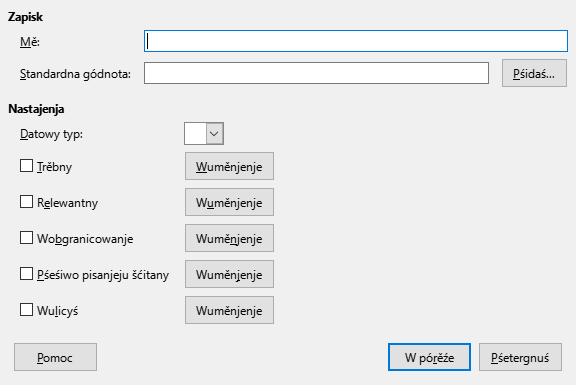 Zapisk
Mě:
Standardna gódnota:
Pśidaś...
Nastajenja
Datowy typ:
Trěbny
Wuměnjenje
Relewantny
Wuměnjenje
Wobgranicowanje
Wuměnjenje
Pśeśiwo pisanjeju šćitany
Wuměnjenje
Wulicyś
Wuměnjenje
Pomoc
W pórěźe
Pśetergnuś